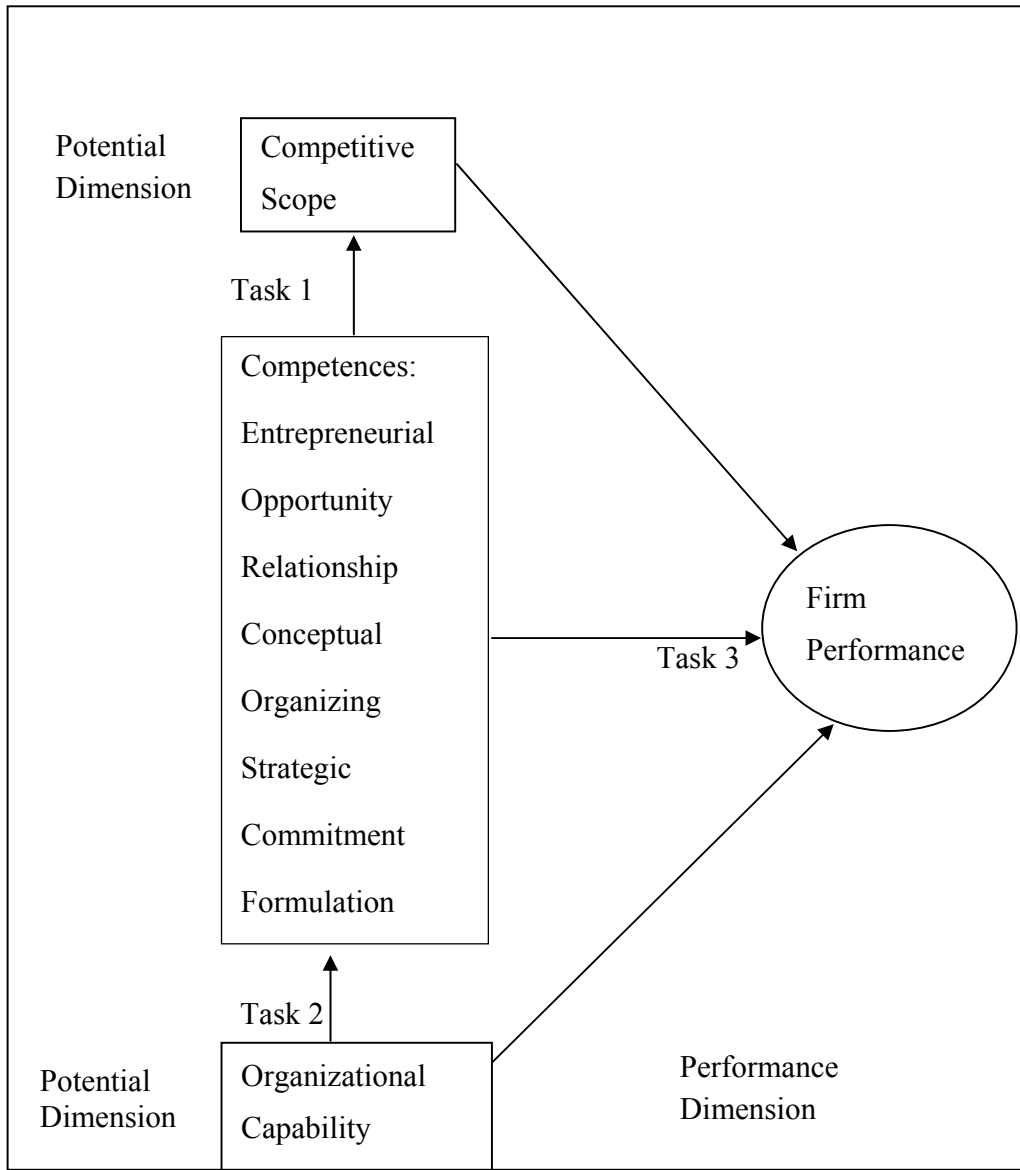 Potential
Dimension
Competitive
Scope
Task 1
Competences:
Entrepreneurial
Opportunity
Relationship
Conceptual
Organizing
Strategic
Commitment
Formulation
Task 3
Firm
Performance
Task 2
Potential
Dimension
Organizational
Capability
Performance
Dimension